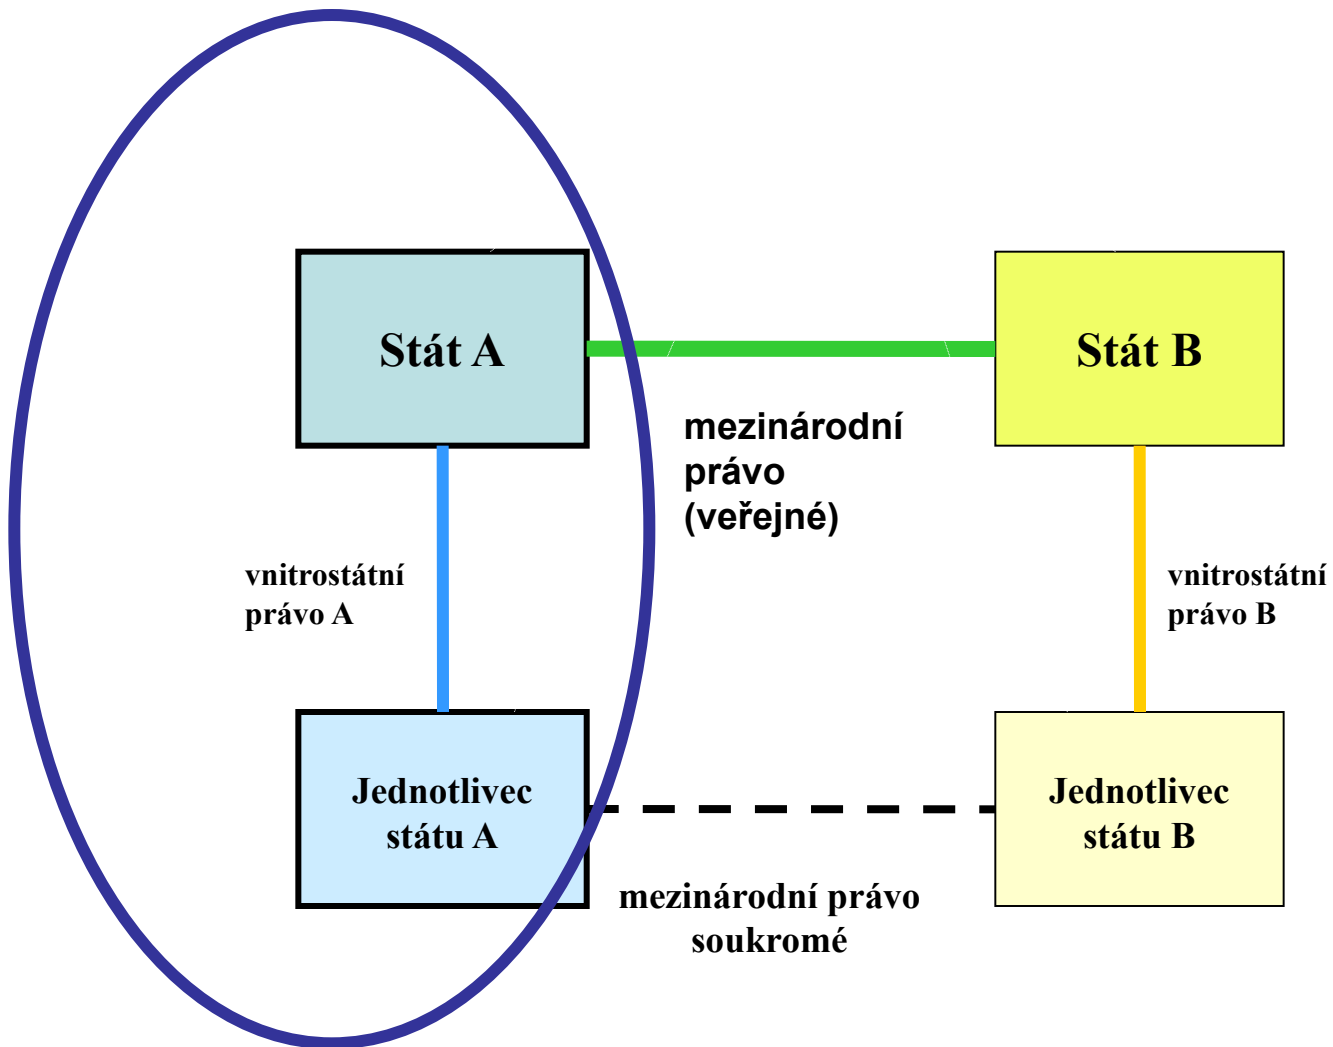 Stát A
Stát B
mezinárodní
právo
(veřejné)
vnitrostátní
právo A
vnitrostátní
právo B
Jednotlivec
státu A
Jednotlivec
státu B
mezinárodní právo
soukromé